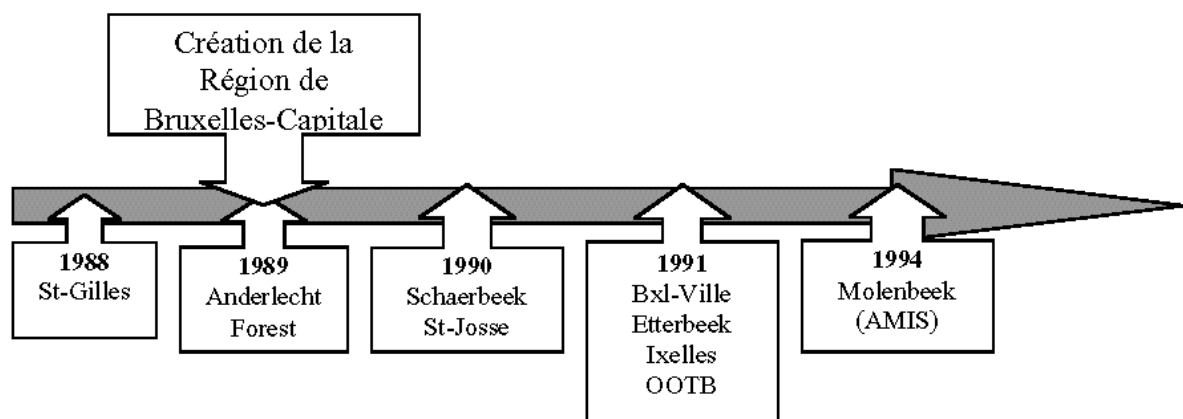 Création de la
Région de
Bruxelles-Capitale
1988
St-Gilles
1989
Anderlecht
Forest
1990
Schaerbeek
St-Josse
1991
Bxl-Ville
Etterbeek
Ixelles
OOTB
1994
Molenbeek
(AMIS)